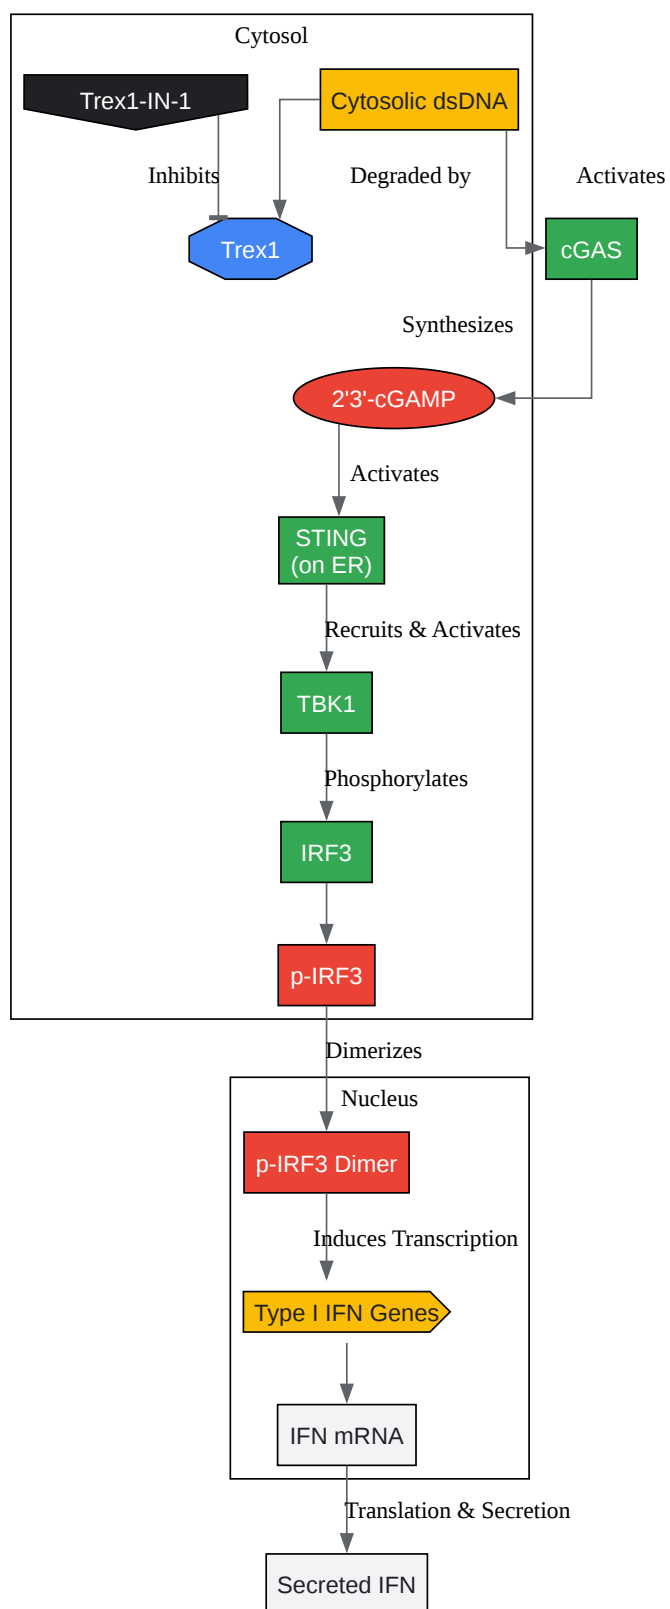 Cytosol
Trex1-IN-1
Cytosolic dsDNA
Inhibits
Degraded by
Activates
Trex1
cGAS
Synthesizes
2'3'-cGAMP
Activates
STING
(on ER)
Recruits & Activates
TBK1
Phosphorylates
IRF3
p-IRF3
Dimerizes
Nucleus
p-IRF3 Dimer
Induces Transcription
Type I IFN Genes
IFN mRNA
Translation & Secretion
Secreted IFN